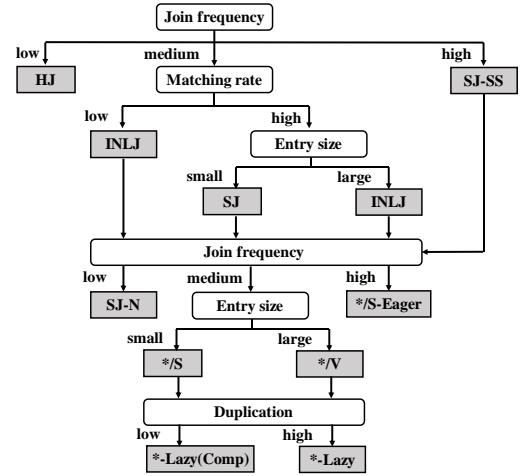 Join frequency
low
medium
high
HJ
Matching rate
SJ-SS
low
high
INLJ
Entry size
small
large
SJ
INLJ
Join frequency
low
medium
high
SJ-N
Entry size
*/S-Eager
small
large
*/S
*/V
Duplication
low
high
*-Lazy(Comp)
*-Lazy